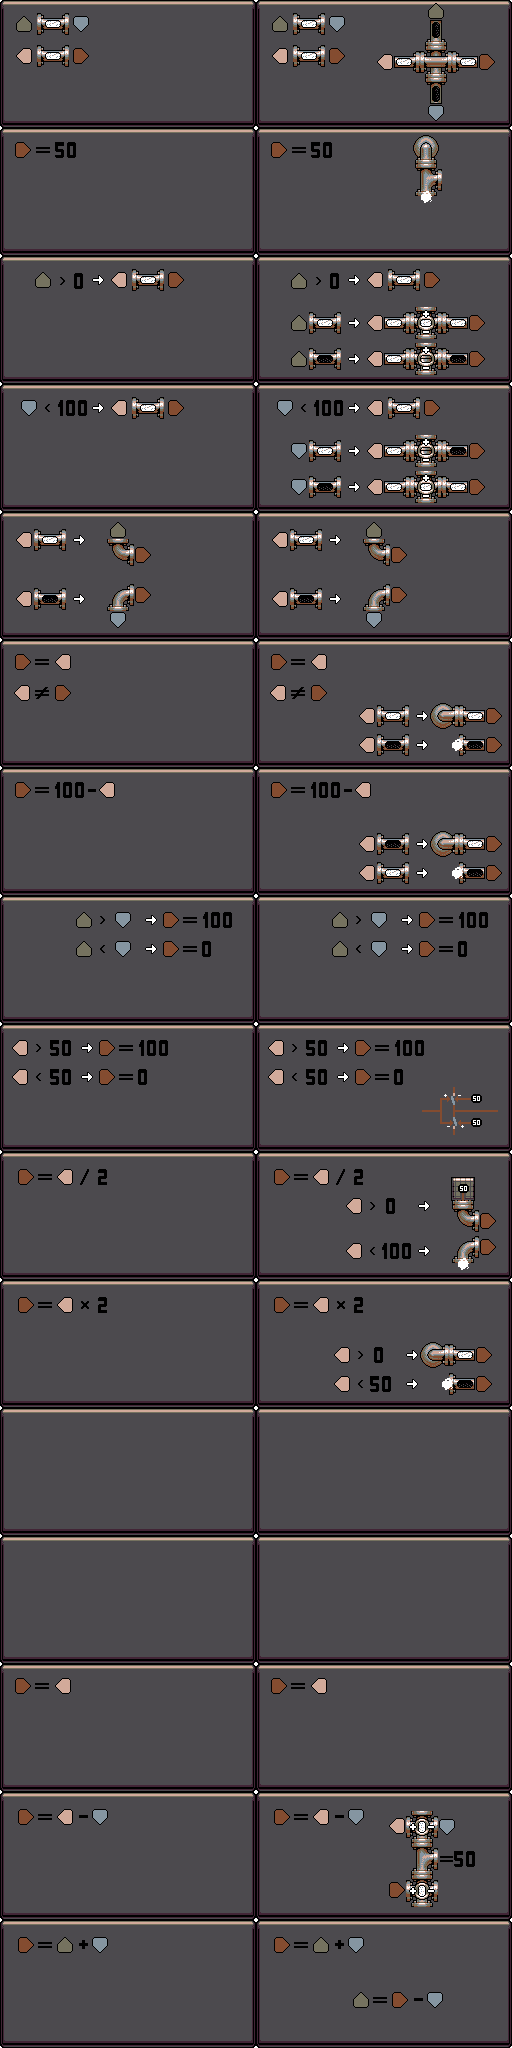 = 50 = 50
> 0 → > 0 →
→
→
< 100 → < 100 →
→
→
→ →
→ →
= =
≠ ≠
→
→
= 100- = 100-
→
→
> → = 100 > → = 100
< → = 0 < → = 0
> 50 → = 100 > 50 → = 100
< 50 → = 0 < 50 → = 0
50
50
= / 2 = / 2
> 0 → 50
< 100 →
= × 2 = × 2
> 0 →
< 50 →
= =
= - = -
=50
= + = +
= -